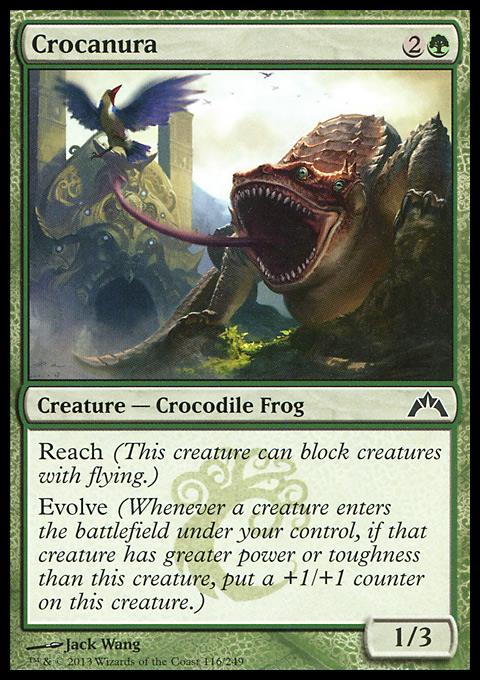 Crocanura 2
Creature — Crocodile Frog
Reach (This creature can block creatures
with flying.)
Evolve (Whenever a creature enters
the battlefield under your control, if that
creature has greater power or toughness
than this creature, put a +1/+1 counter
on this creature.)
Jack Wang
™ & © 2013 Wizards of the Coast 116/249
1/3